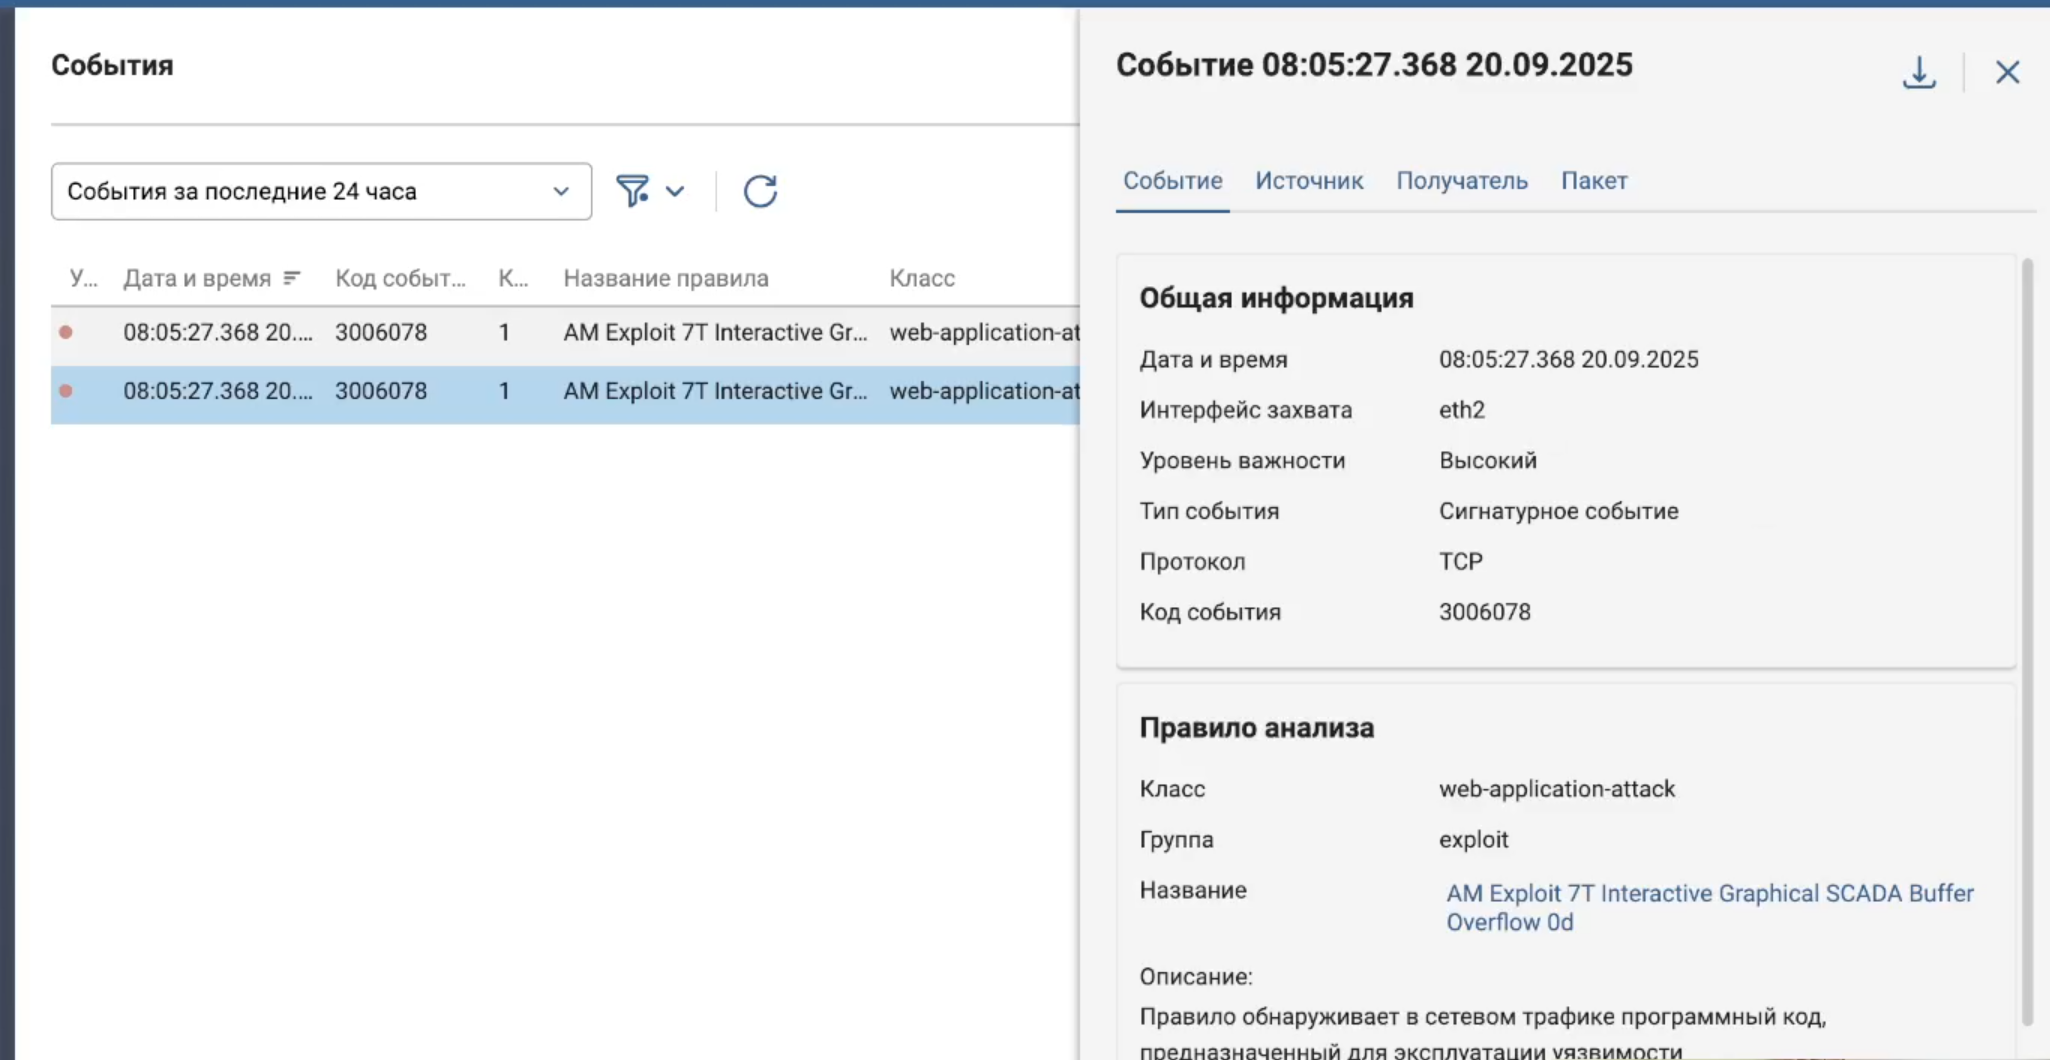 События
События за последние 24 часа
У... Дата и время Код событ... К... Название правила Класс
08:05:27.368 20.... 3006078 1 AM Exploit 7T Interactive Gr... web-application-at
08:05:27.368 20.... 3006078 1 AM Exploit 7T Interactive Gr... web-application-at
Событие 08:05:27.368 20.09.2025
Событие Источник Получатель Пакет
Общая информация
Дата и время 08:05:27.368 20.09.2025
Интерфейс захвата eth2
Уровень важности Высокий
Тип события Сигнатурное событие
Протокол TCP
Код события 3006078
Правило анализа
Класс web-application-attack
Группа exploit
Название AM Exploit 7T Interactive Graphical SCADA Buffer
Overflow 0d
Описание:
Правило обнаруживает в сетевом трафике программный код,
предназначенный для эксплуатации уязвимости